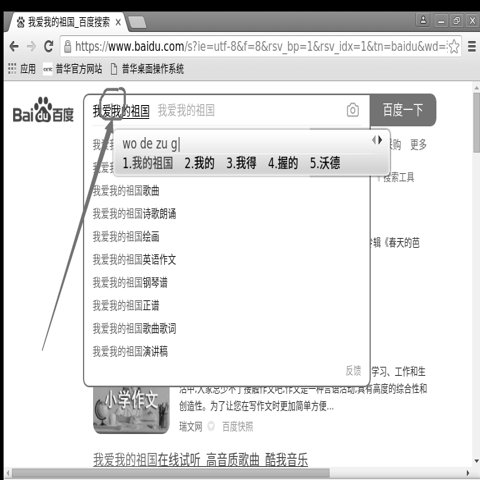 我爱我的祖国_百度搜索
https://www.baidu.com/s?ie=utf-8&f=8&rsv_bp=1&rsv_idx=1&tn=baidu&wd=
应用 普华官方网站 普华桌面操作系统
Bai du 百度 我爱我的祖国 我爱我的祖国 百度一下
wo de zu g
1.我的祖国 2.我的 3.我得 4.握的 5.沃德
更多
搜索工具
我爱我的祖国歌曲
我爱我的祖国诗歌朗诵
我爱我的祖国绘画
《春天的芭
我爱我的祖国英语作文
我爱我的祖国钢琴谱
我爱我的祖国正谱
我爱我的祖国歌曲歌词
我爱我的祖国演讲稿
反馈
学习、工作和生
活中,大家总少不了接触作文吧,作文是一种言语活动,具有高度的综合性和
小学作文
创造性。为了让您在写作文时更加简单方便...
瑞文网 百度快照
我爱我的祖国在线试听_高音质歌曲_酷我音乐